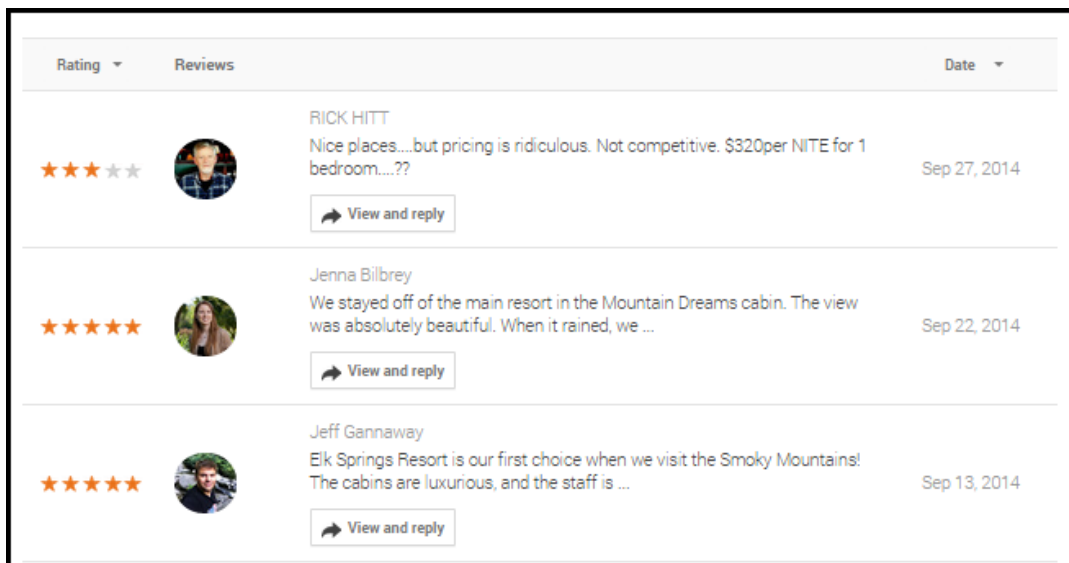 Rating Reviews Date
RICK HITT
Nice places....but pricing is ridiculous. Not competitive. $320per NITE for 1
bedroom....??
Sep 27, 2014
View and reply
Jenna Bilbrey
We stayed off of the main resort in the Mountain Dreams cabin. The view
was absolutely beautiful. When it rained, we ...
Sep 22, 2014
View and reply
Jeff Gannaway
Elk Springs Resort is our first choice when we visit the Smoky Mountains!
The cabins are luxurious, and the staff is ...
Sep 13, 2014
View and reply